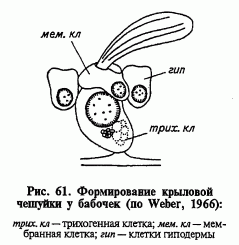 мем. кл
гип
трих. кл
Рис. 61. Формирование крыловой
чешуйки у бабочек (по Weber, 1966):
трих. кл — трихогенная клетка; мем. кл — мем-
бранная клетка; гип — клетки гиподермы